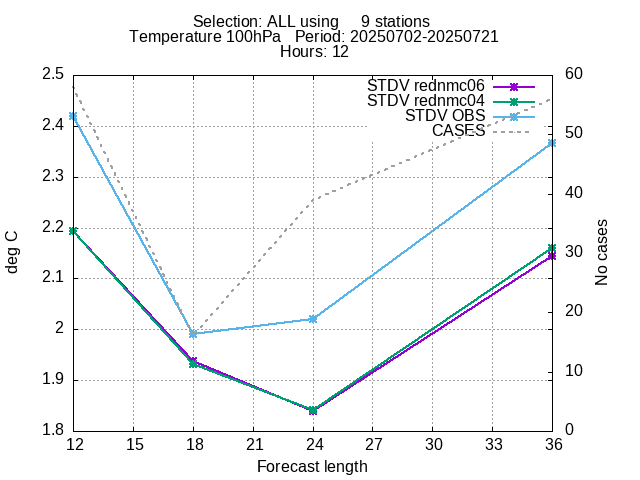 Selection: ALL using 9 stations
Temperature 100hPa Period: 20250702-20250721
Hours: 12
2.5
2.4
2.3
2.2
2.1
2
1.9
1.8
60
50
40
30
20
10
0
STDV rednmc06
STDV rednmc04
STDV OBS
CASES
deg C
No cases
12 15 18 21 24 27 30 33 36
Forecast length